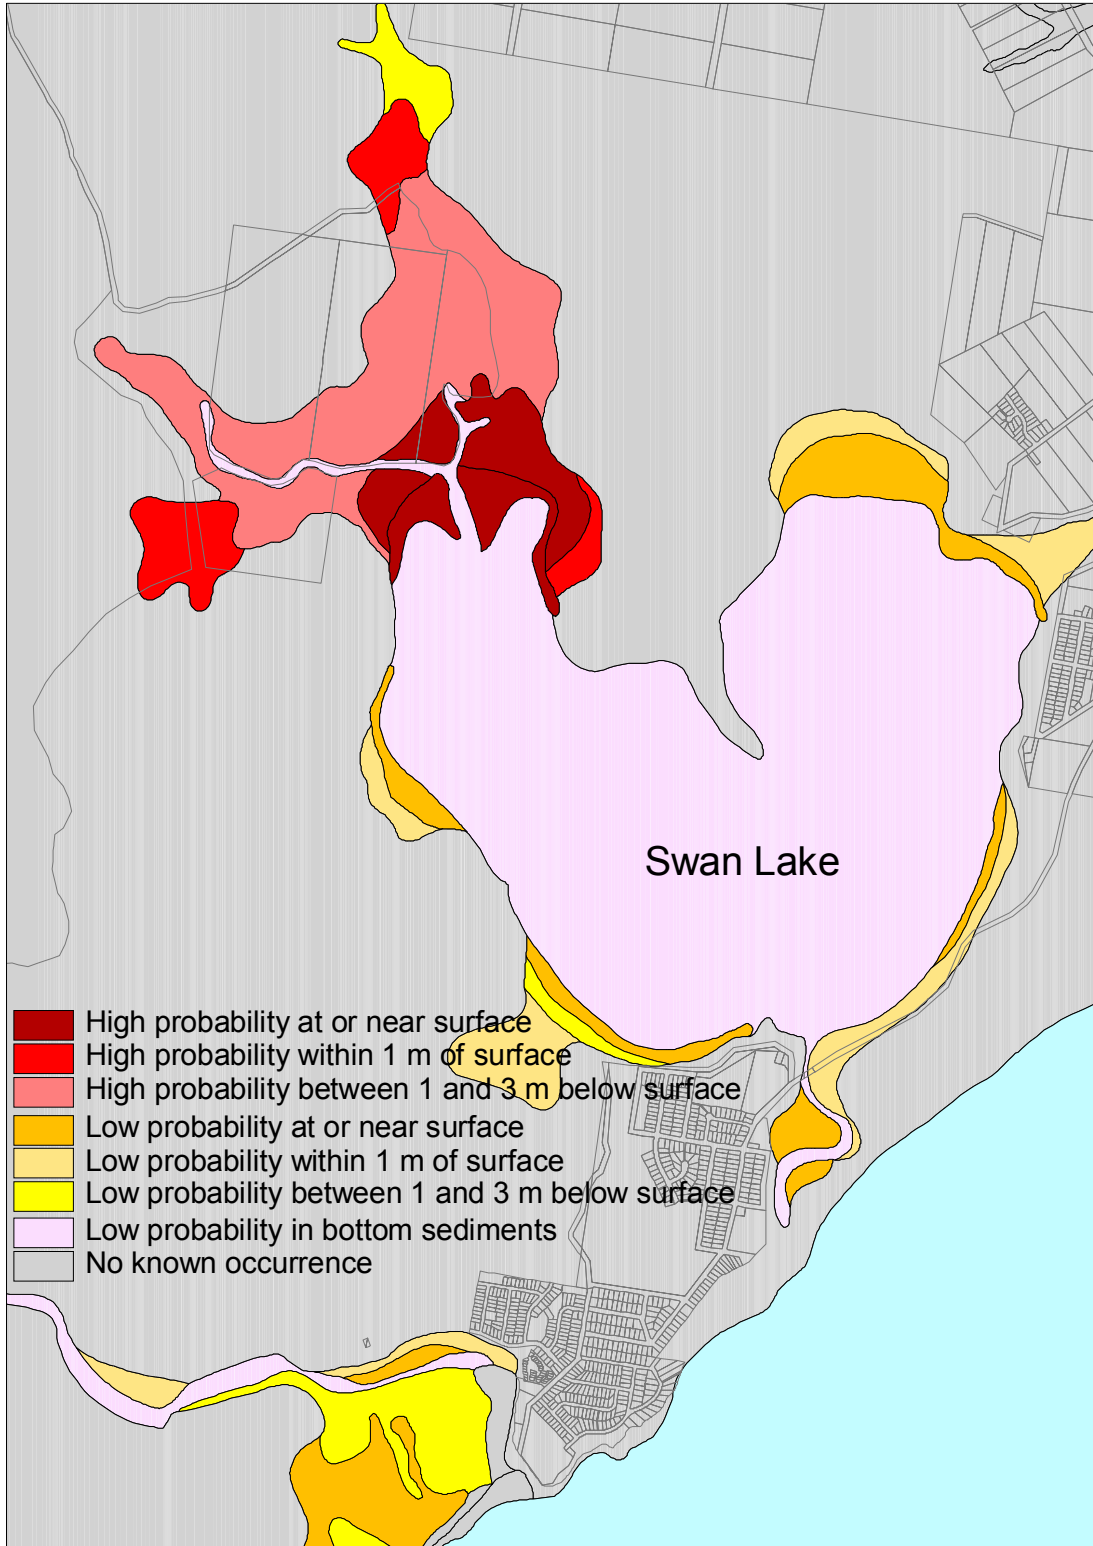 Swan Lake
High probability at or near surface
High probability within 1 m of surface
High probability between 1 and 3 m below surface
Low probability at or near surface
Low probability within 1 m of surface
Low probability between 1 and 3 m below surface
Low probability in bottom sediments
No known occurrence